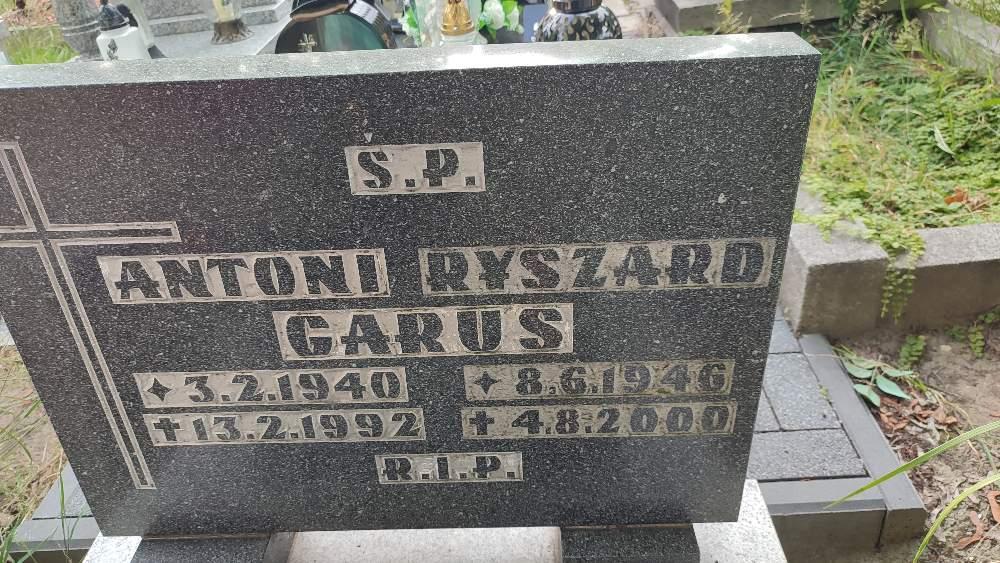 S.P.
ANTONI RYSZARD
GARUS
✦ 3.2.1940 ✦ 8.6.1946
✝ 13.2.1992 ✝ 4.8.2000
R.I.P.